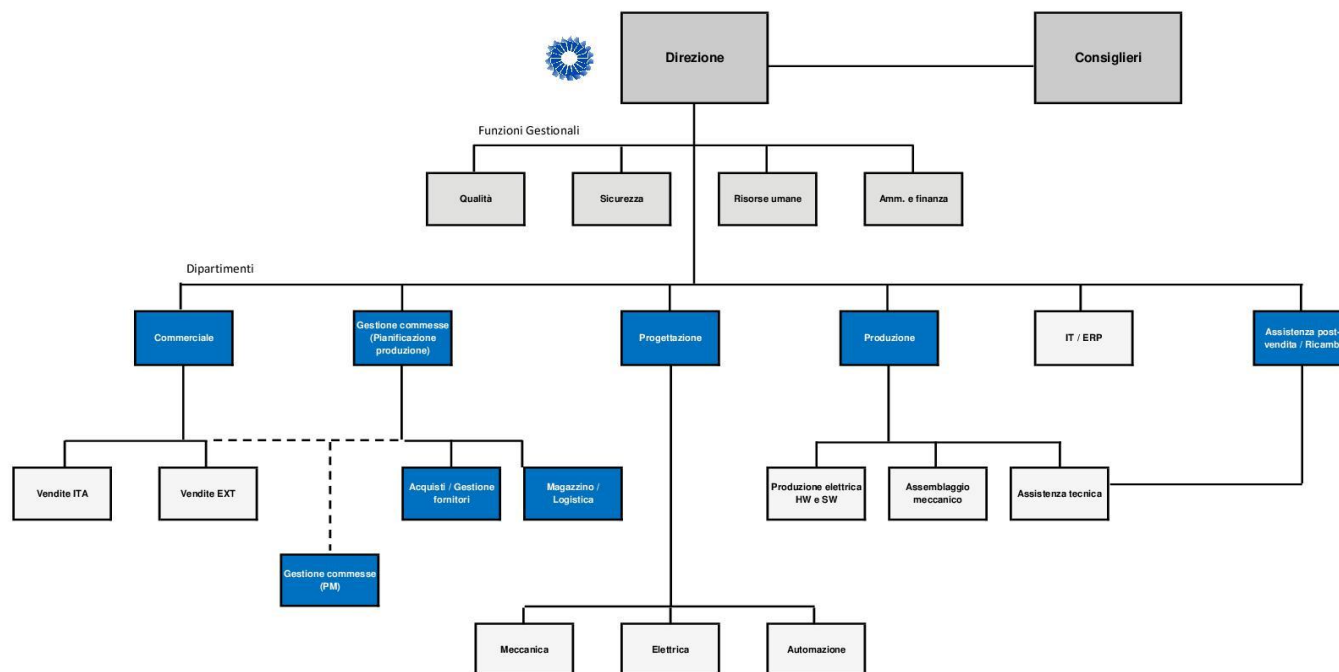 Direzione
Consiglieri
Funzioni Gestionali
Qualità
Sicurezza
Risorse umane
Amm. e finanza
Dipartimenti
Commerciale
Gestione commesse
(Pianificazione
produzione)
Progettazione
Produzione
IT / ERP
Assistenza post-
vendita / Ricamb
Vendite ITA
Vendite EXT
Acquisti / Gestione
fornitori
Magazzino /
Logistica
Produzione elettrica
HW e SW
Assemblaggio
meccanico
Assistenza tecnica
Gestione commesse
(PM)
Meccanica
Elettrica
Automazione